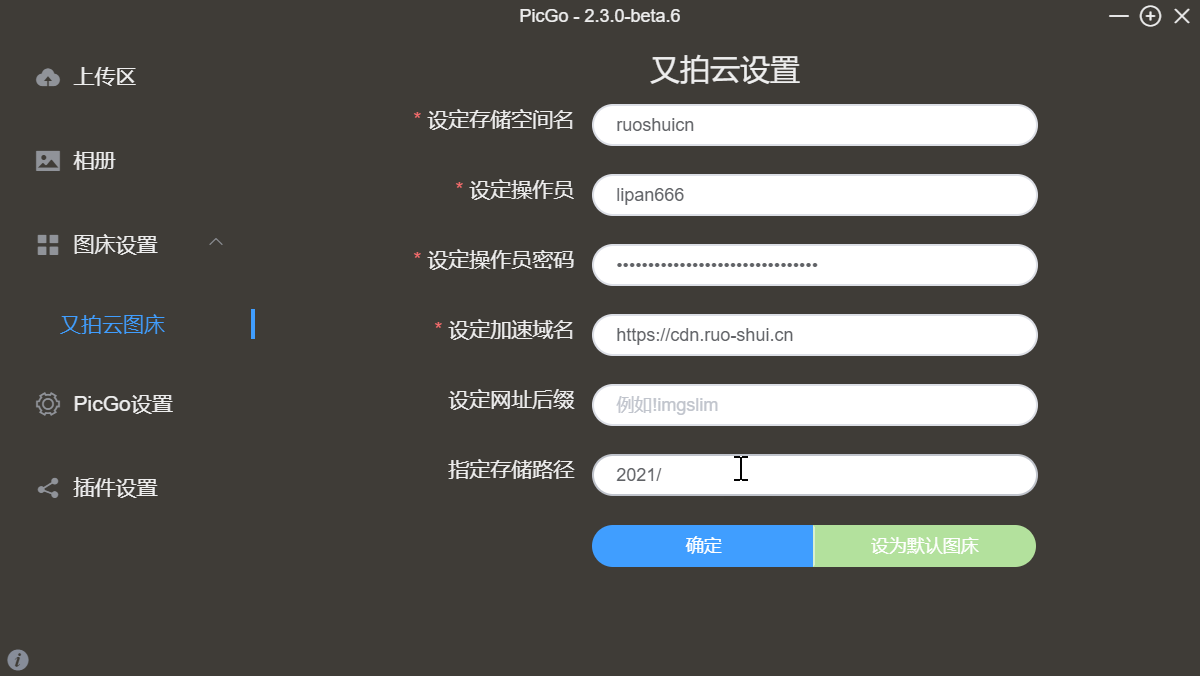 PicGo - 2.3.0-beta.6
上传区
相册
图床设置
又拍云图床
PicGo设置
插件设置
又拍云设置
* 设定存储空间名
ruoshuicn
* 设定操作员
lipan666
* 设定操作员密码
* 设定加速域名
https://cdn.ruo-shui.cn
设定网址后缀
例如!imgslim
指定存储路径
2021/
确定
设为默认图床